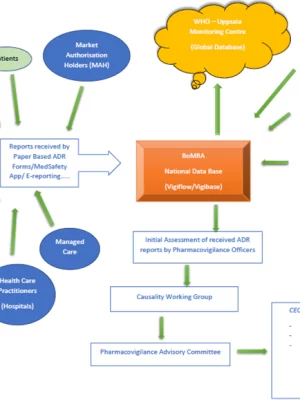 WHO – Uppsala
Monitoring Centre
(Global Database)
Market
Authorisation
Holders (MAH)
tients
Reports received by
Paper Based ADR
Forms/MedSafety
App/ E-reporting.....
BoMRA
National Data Base
(Vigiflow/Vigibase)
Managed
Care
Health Care
Practitioners
(Hospitals)
Initial Assessment of received ADR
reports by Pharmacovigilance Officers
Causality Working Group
Pharmacovigilance Advisory Committee
CEO
-
-
-